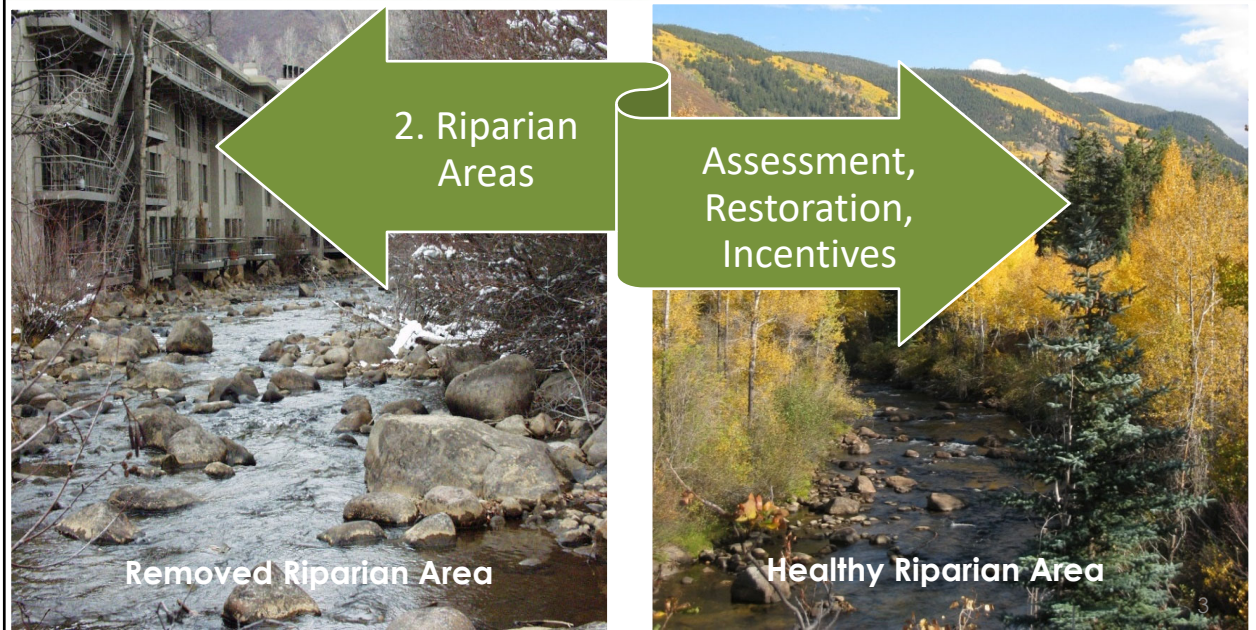 2. Riparian
Areas
Assessment,
Restoration,
Incentives
Removed Riparian Area
Healthy Riparian Area
3